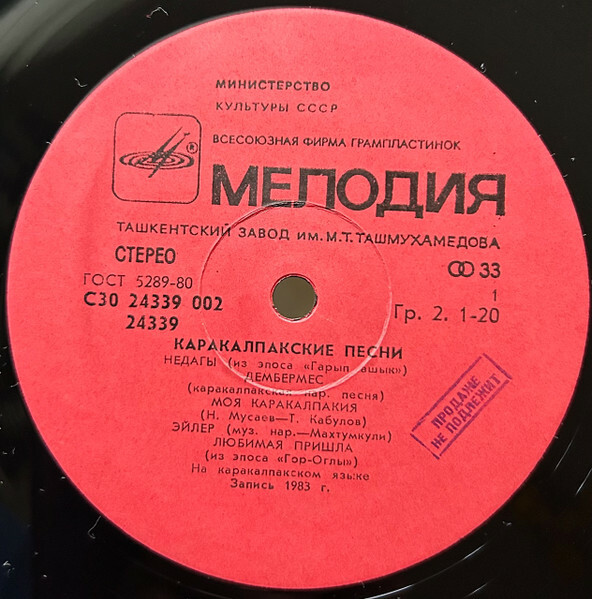 МИНИСТЕРСТВО
КУЛЬТУРЫ СССР
ВСЕСОЮЗНАЯ ФИРМА ГРАМПЛАСТИНОК
®
МЕЛОДИЯ
ТАШКЕНТСКИЙ ЗАВОД ИМ. М.Т. ТАШМУХАМЕДОВА
СТЕРЕО
33
ГОСТ 5289-80
С30 24339 002
1
24339
Гр. 2. 1-20
КАРАКАЛПАКСКИЕ ПЕСНИ
НЕДАГЫ (из эпоса «Гарып ашык»)
ДЕМБЕРМЕС
(каракалпакской нар. песня)
МОЯ КАРАКАЛПАКИЯ
(Н. Мусаев—Т. Кабулов)
ЭЙЛЕР (муз. нар.—Махтумкули)
ЛЮБИМАЯ ПРИШЛА
(из эпоса «Гор-Оглы»)
На каракалпакском языке
Запись 1983 г.
ПРОДАЖЕ
НЕ ПОДЛЕЖИТ